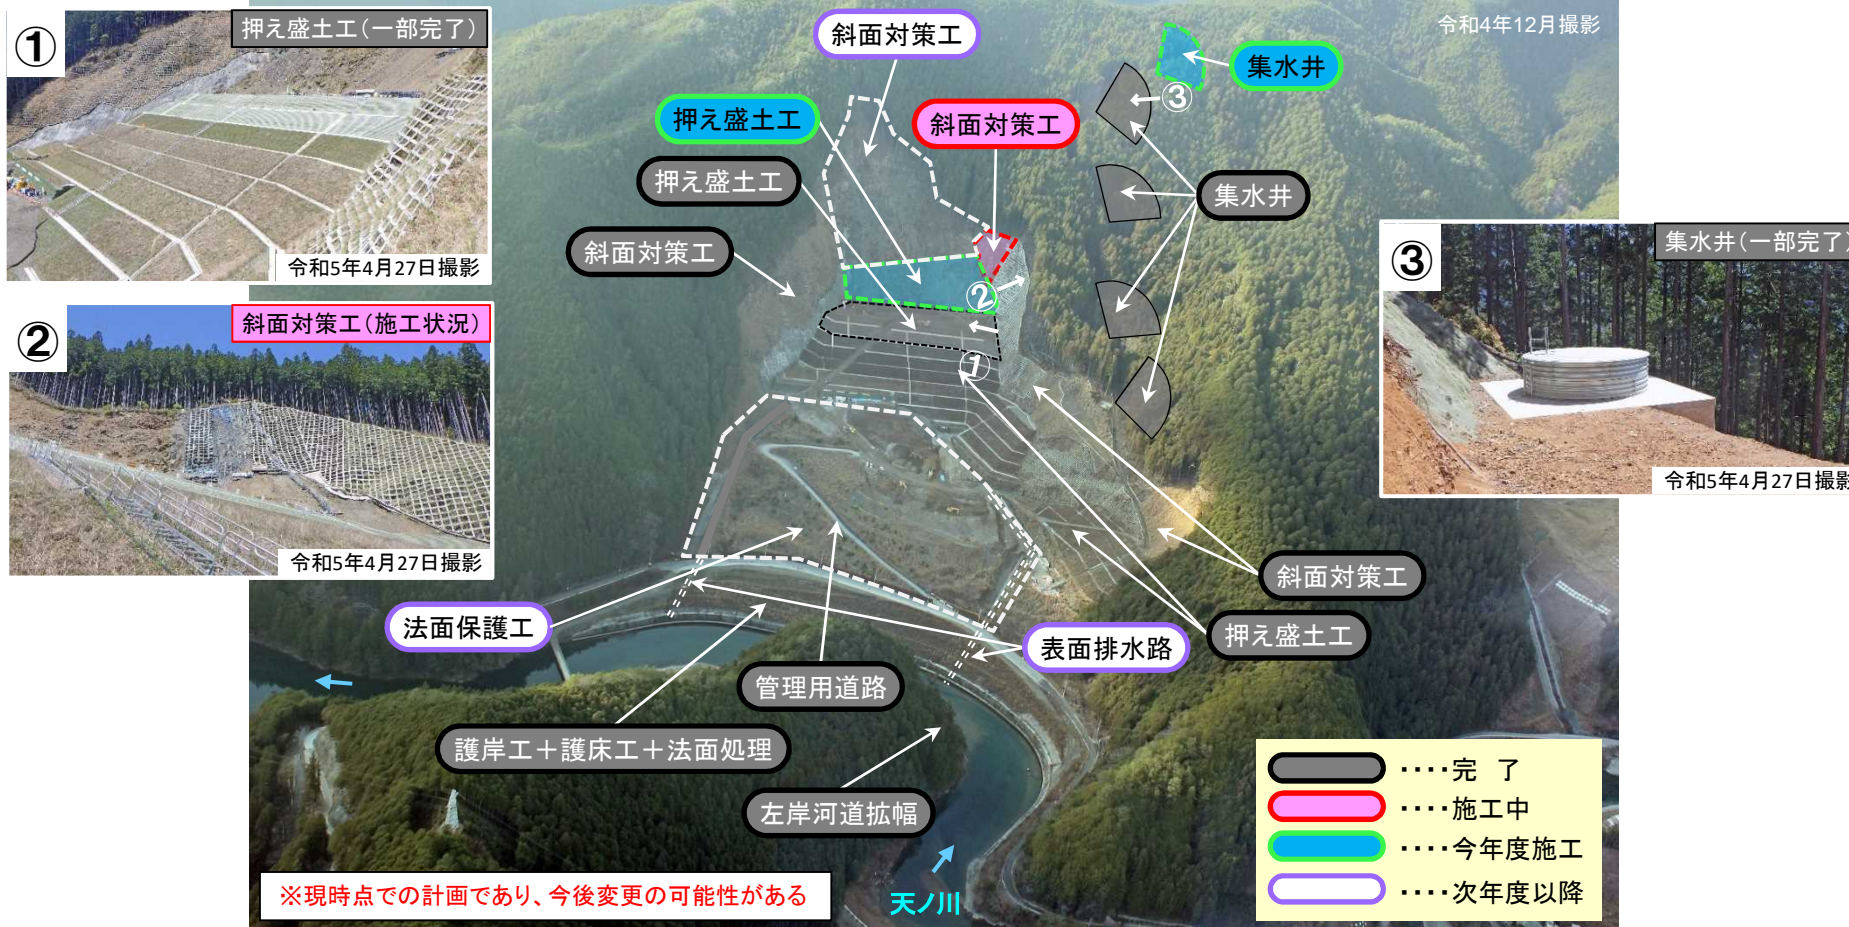 ①
押え盛土工(一部完了)
令和5年4月27日撮影
②
斜面対策工(施工状況)
令和5年4月27日撮影
令和4年12月撮影
斜面対策工
集水井
押え盛土工
斜面対策工
③
押え盛土工
集水井
斜面対策工
②
①
③
集水井(一部完了)
令和5年4月27日撮影
斜面対策工
法面保護工
表面排水路
押え盛土工
管理用道路
護岸工+護床工+法面処理
左岸河道拡幅
天ノ川
※現時点での計画であり、今後変更の可能性がある
・・・・完 了
・・・・施工中
・・・・今年度施工
・・・・次年度以降